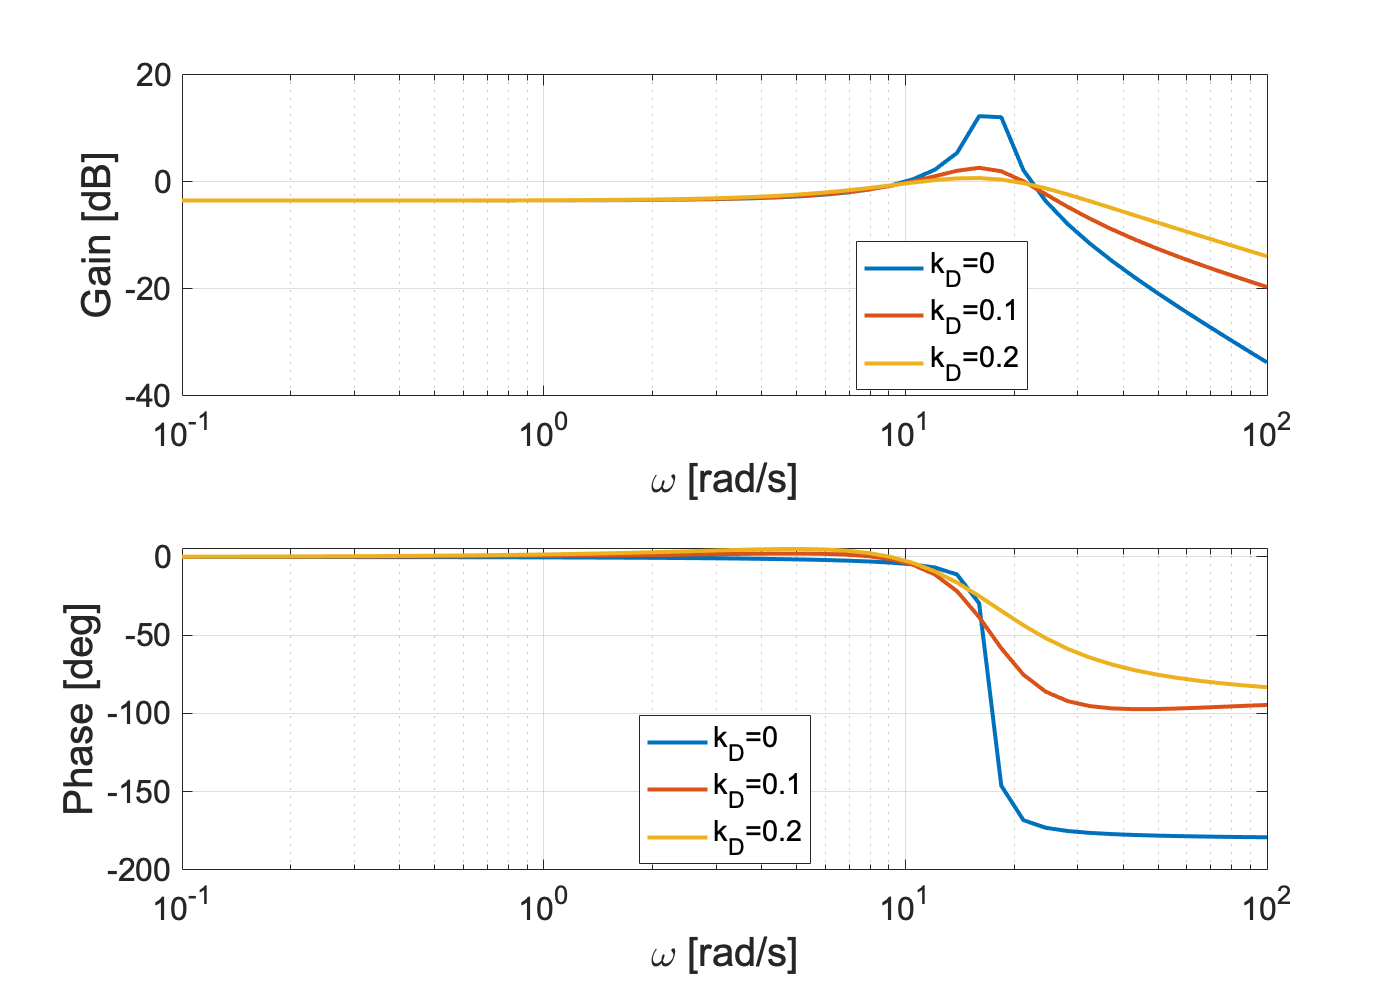 20
0
-20
-40
Gain [dB]
k_D=0
k_D=0.1
k_D=0.2
10^-1 10^0 10^1 10^2
ω [rad/s]
0
-50
-100
-150
-200
Phase [deg]
k_D=0
k_D=0.1
k_D=0.2
10^-1 10^0 10^1 10^2
ω [rad/s]